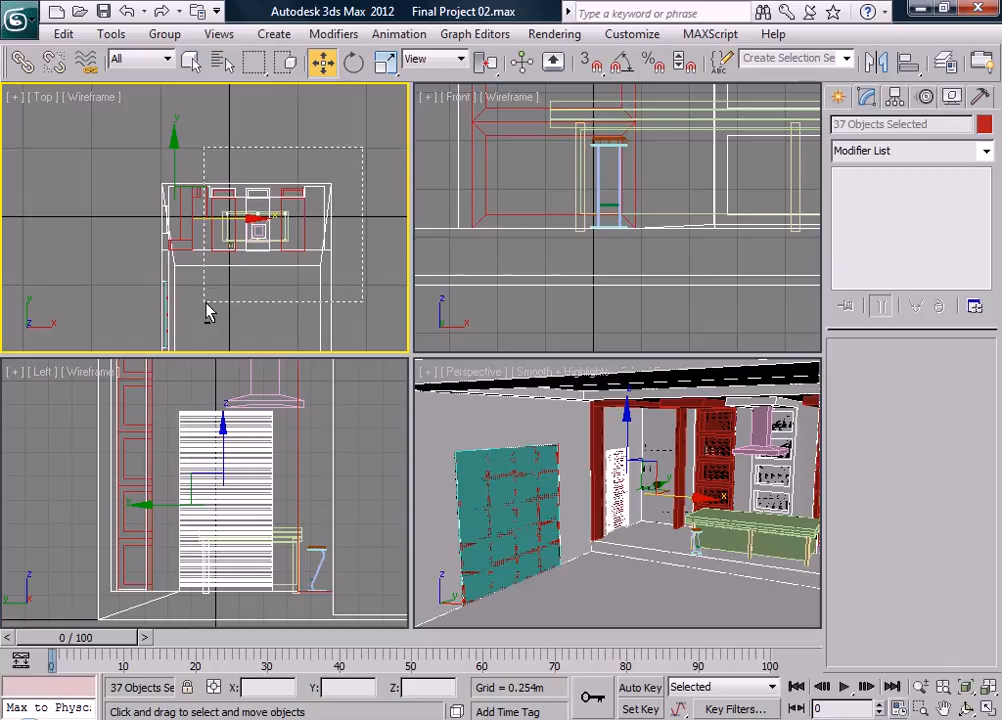 Autodesk 3ds Max 2012    Final Project 02.max
Type a keyword or phrase
Edit Tools Group Views Create Modifiers Animation Graph Editors Rendering Customize MAXScript Help
All View 3 Create Selection Se
[ + ] [ Top ] [ Wireframe ]
[ + ] [ Front ] [ Wireframe ]
37 Objects Selected
Modifier List
[ + ] [ Left ] [ Wireframe ]
[ + ] [ Perspective ] [ Smooth + Highlights
0 / 100
0 10 20 30 40 50 60 70 80 90 100
37 Objects Se X: Y: Z: Grid = 0.254m Auto Key Selected
Max to Physc Click and drag to select and move objects Add Time Tag Set Key Key Filters... 0